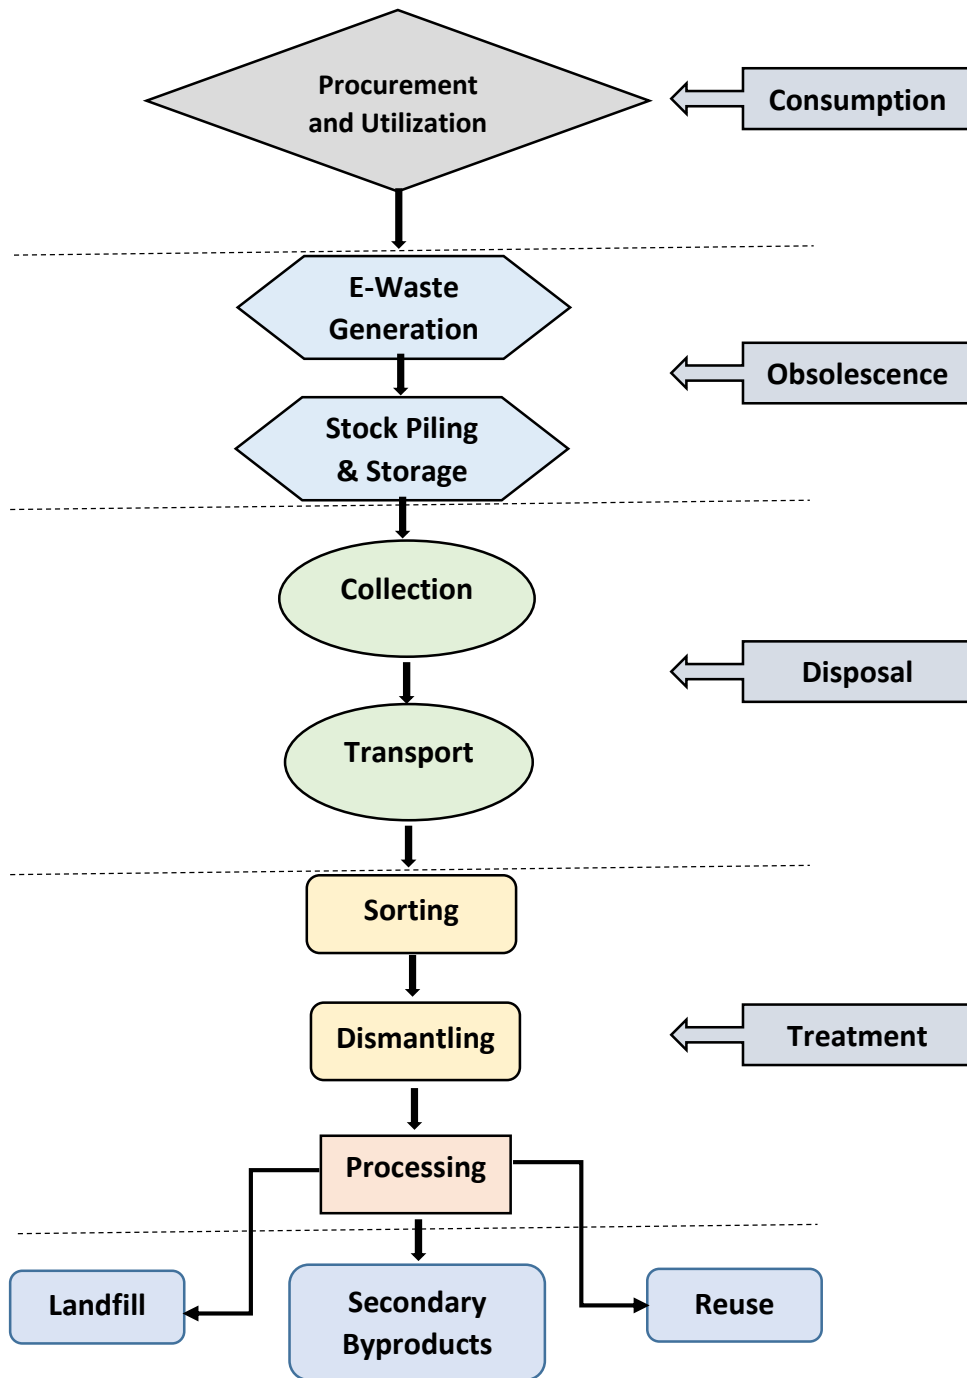 Procurement
and Utilization
Consumption
E-Waste
Generation
Obsolescence
Stock Piling
& Storage
Collection
Disposal
Transport
Sorting
Dismantling
Treatment
Processing
Landfill
Secondary
Byproducts
Reuse